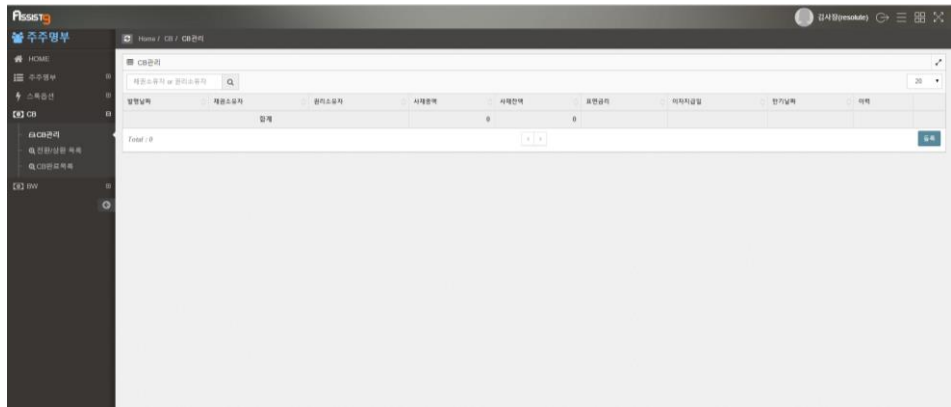 Assist9
김사장(resolute)
주주명부
Home / CB / CB관리
HOME
주주명부
스톡옵션
CB
CB관리
전환/상환 목록
CB완료목록
BW
CB관리
채권소유자 or 권리소유자
20
발행날짜 채권소유자 권리소유자 사채권액 사채잔액 표면금리 이자지급일 만기날짜 이력
합계 0 0
Total : 0
등록